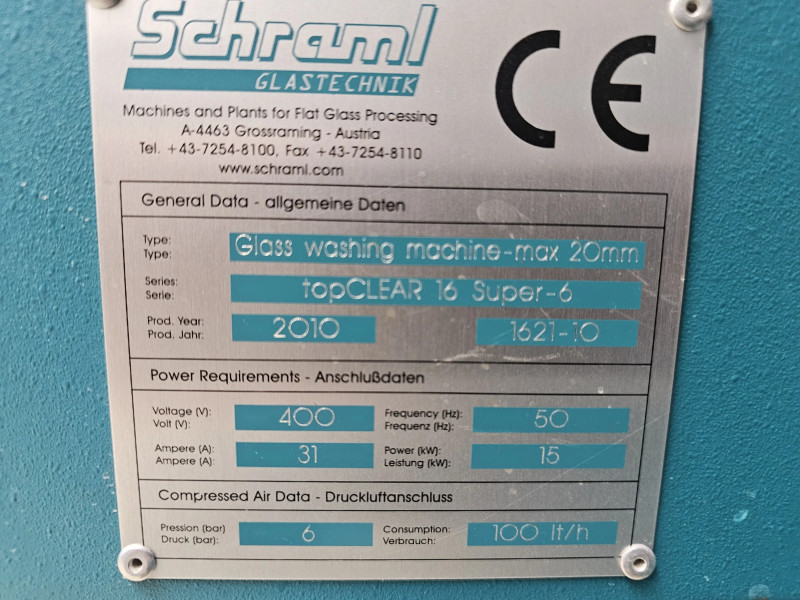 Schraml
GLASTECHNIK
CE
Machines and Plants for Flat Glass Processing
A-4463 Grossraming - Austria
Tel. +43-7254-8100, Fax +43-7254-8110
www.schraml.com
General Data - allgemeine Daten
Type: Glass washing machine-max 20mm
Type:
Series: topCLEAR 16 Super-6
Serie:
Prod. Year: 2010 1621-10
Prod. Jahr:
Power Requirements - Anschlußdaten
Voltage (V): 400 Frequency (Hz): 50
Volt (V): Frequenz (Hz):
Ampere (A): 31 Power (kW): 15
Ampere (A): Leistung (kW):
Compressed Air Data - Druckluftanschluss
Pression (bar) 6 Consumption: 100 lt/h
Druck (bar): Verbrauch: